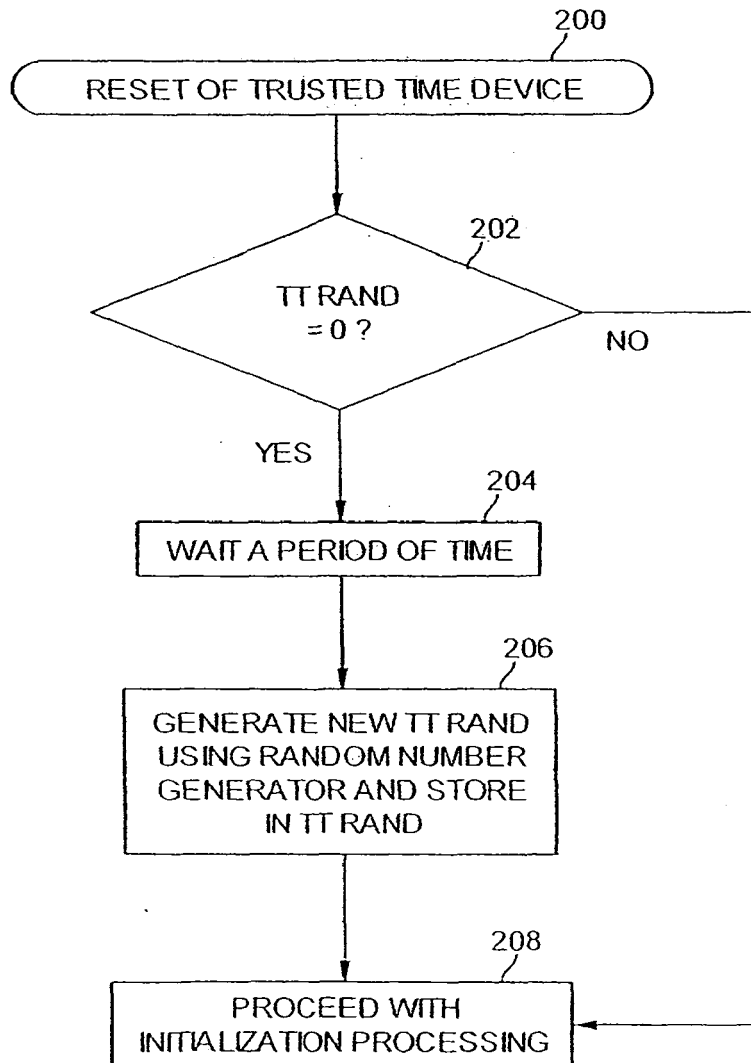 200
RESET OF TRUSTED TIME DEVICE
202
TT RAND
= 0 ?
NO
YES
204
WAIT A PERIOD OF TIME
206
GENERATE NEW TT RAND
USING RANDOM NUMBER
GENERATOR AND STORE
IN TT RAND
208
PROCEED WITH
INITIALIZATION PROCESSING